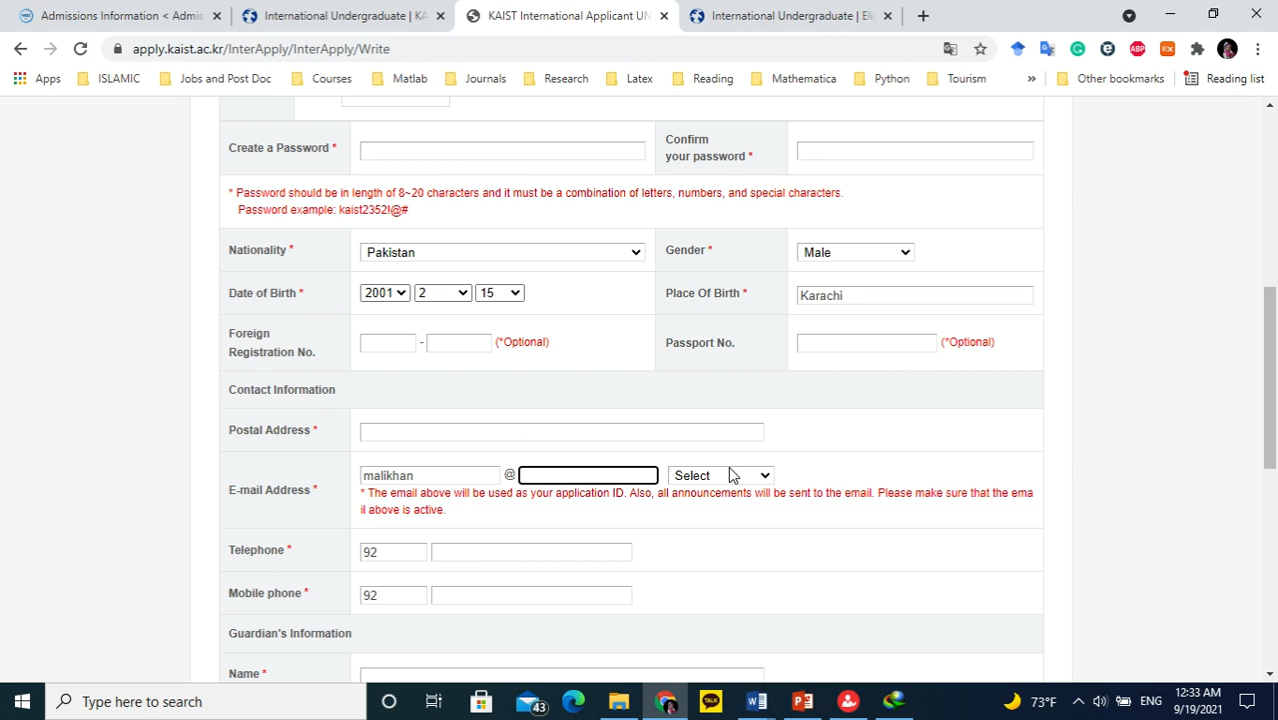 Admissions Information < Admis
International Undergraduate | KA
KAIST International Applicant UN
International Undergraduate | Eli
apply.kaist.ac.kr/InterApply/InterApply/Write
Apps
ISLAMIC
Jobs and Post Doc
Courses
Matlab
Journals
Research
Latex
Reading
Mathematica
Python
Tourism
»
Other bookmarks
Reading list
Create a Password *
Confirm
your password *
* Password should be in length of 8~20 characters and it must be a combination of letters, numbers, and special characters.
Password example: kaist2352!@#
Nationality * Pakistan
Gender * Male
Date of Birth * 2001 2 15
Place Of Birth * Karachi
Foreign
Registration No.
- (*Optional)
Passport No. (*Optional)
Contact Information
Postal Address *
E-mail Address *
malikhan @ Select
* The email above will be used as your application ID. Also, all announcements will be sent to the email. Please make sure that the ema
il above is active.
Telephone * 92
Mobile phone * 92
Guardian's Information
Name *
Type here to search
43
TALK
73°F
ENG
12:33 AM
9/19/2021